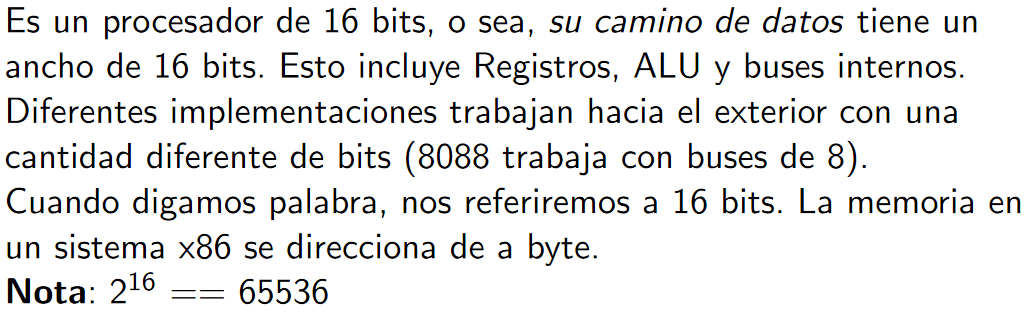 Es un procesador de 16 bits, o sea, su camino de datos tiene un
ancho de 16 bits. Esto incluye Registros, ALU y buses internos.
Diferentes implementaciones trabajan hacia el exterior con una
cantidad diferente de bits (8088 trabaja con buses de 8).
Cuando digamos palabra, nos referiremos a 16 bits. La memoria en
un sistema x86 se direcciona de a byte.
Nota: 2^16 == 65536